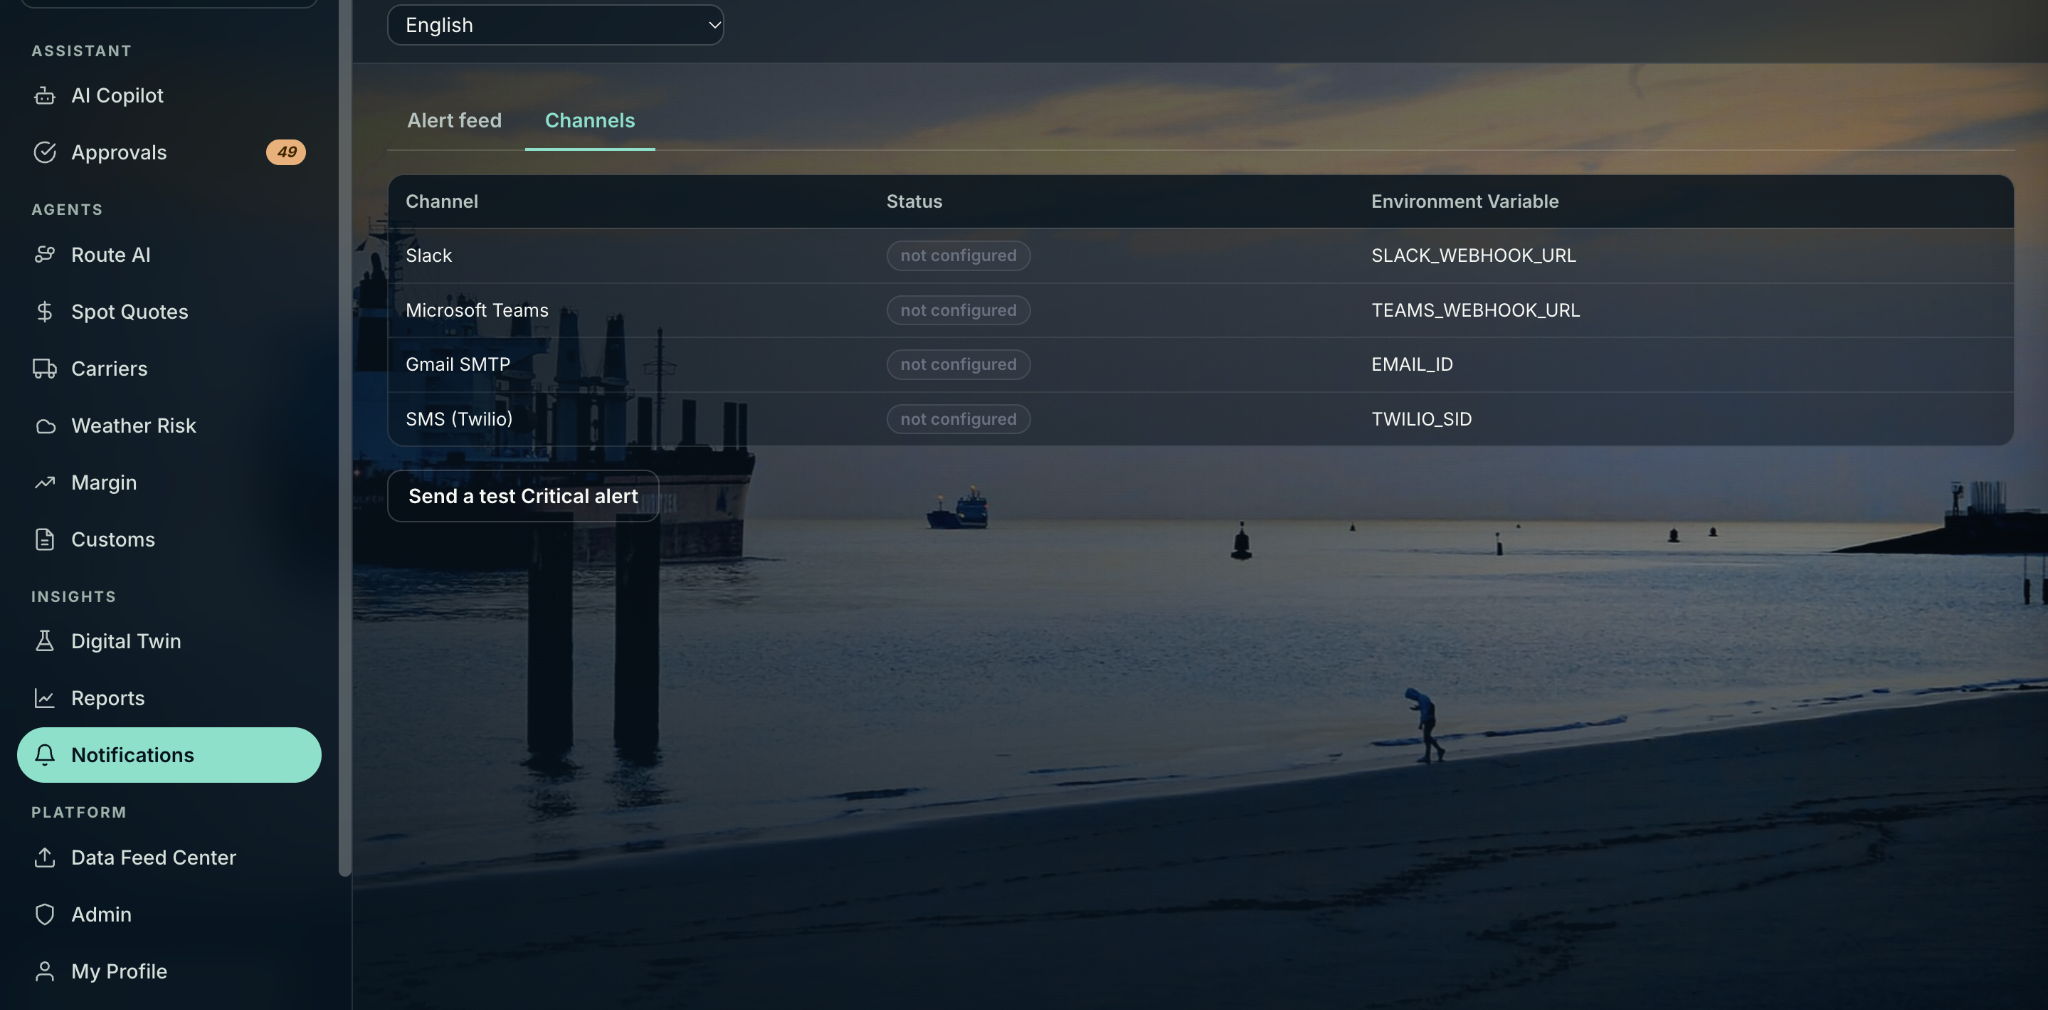 English
ASSISTANT
AI Copilot
Approvals 49
AGENTS
Route AI
Spot Quotes
Carriers
Weather Risk
Margin
Customs
INSIGHTS
Digital Twin
Reports
Notifications
PLATFORM
Data Feed Center
Admin
My Profile
Alert feed Channels
Channel Status Environment Variable
Slack not configured SLACK_WEBHOOK_URL
Microsoft Teams not configured TEAMS_WEBHOOK_URL
Gmail SMTP not configured EMAIL_ID
SMS (Twilio) not configured TWILIO_SID
Send a test Critical alert